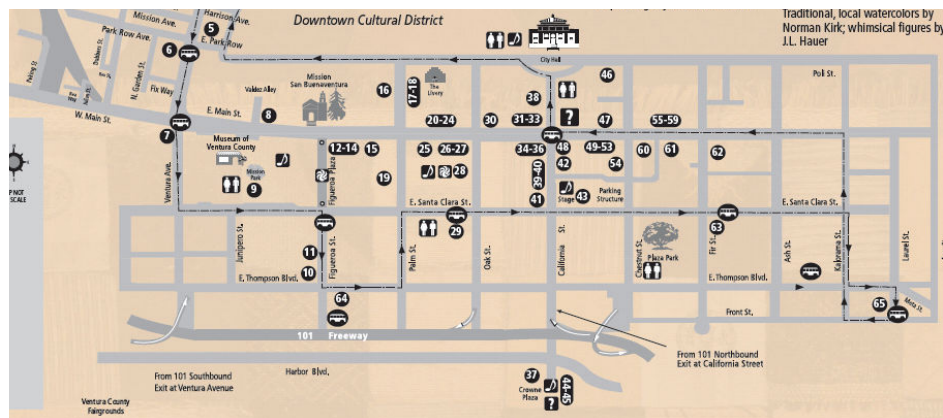 Downtown Cultural District
Traditional, local watercolors by
Norman Kirk; whimsical figures by
J.L. Hauer
Mission Ave.
Harrison Ave.
5
Park Row Ave.
E. Park Row
6
City Hall
Poli St.
N. Garden St.
Fix Way
Valdez Alley
Mission
San Buenaventura
16
17-18
The Livery
38
46
W. Main St.
E. Main St.
8
7
20-24
30
31-33
?
47
55-59
Museum of
Ventura County
12-14
15
25
26-27
34-36
48
49-53
60
61
62
Mission
Park
9
Figueroa Plaza
19
28
39-40
42
54
Ventura Ave.
41
Stage
43
Parking
Structure
E. Santa Clara St.
E. Santa Clara St.
29
63
Junipero St.
11
Figueroa St.
Palm St.
Oak St.
California St.
Chestnut St.
Plaza Park
Fir St.
Ash St.
Kalorama St.
Laurel St.
10
E. Thompson Blvd.
E. Thompson Blvd.
64
65
Meta St.
Front St.
101 Freeway
From 101 Southbound
Exit at Ventura Avenue
Harbor Blvd.
From 101 Northbound
Exit at California Street
37
Crowne
Plaza
?
44-45
Ventura County
Fairgrounds
P NOT
SCALE